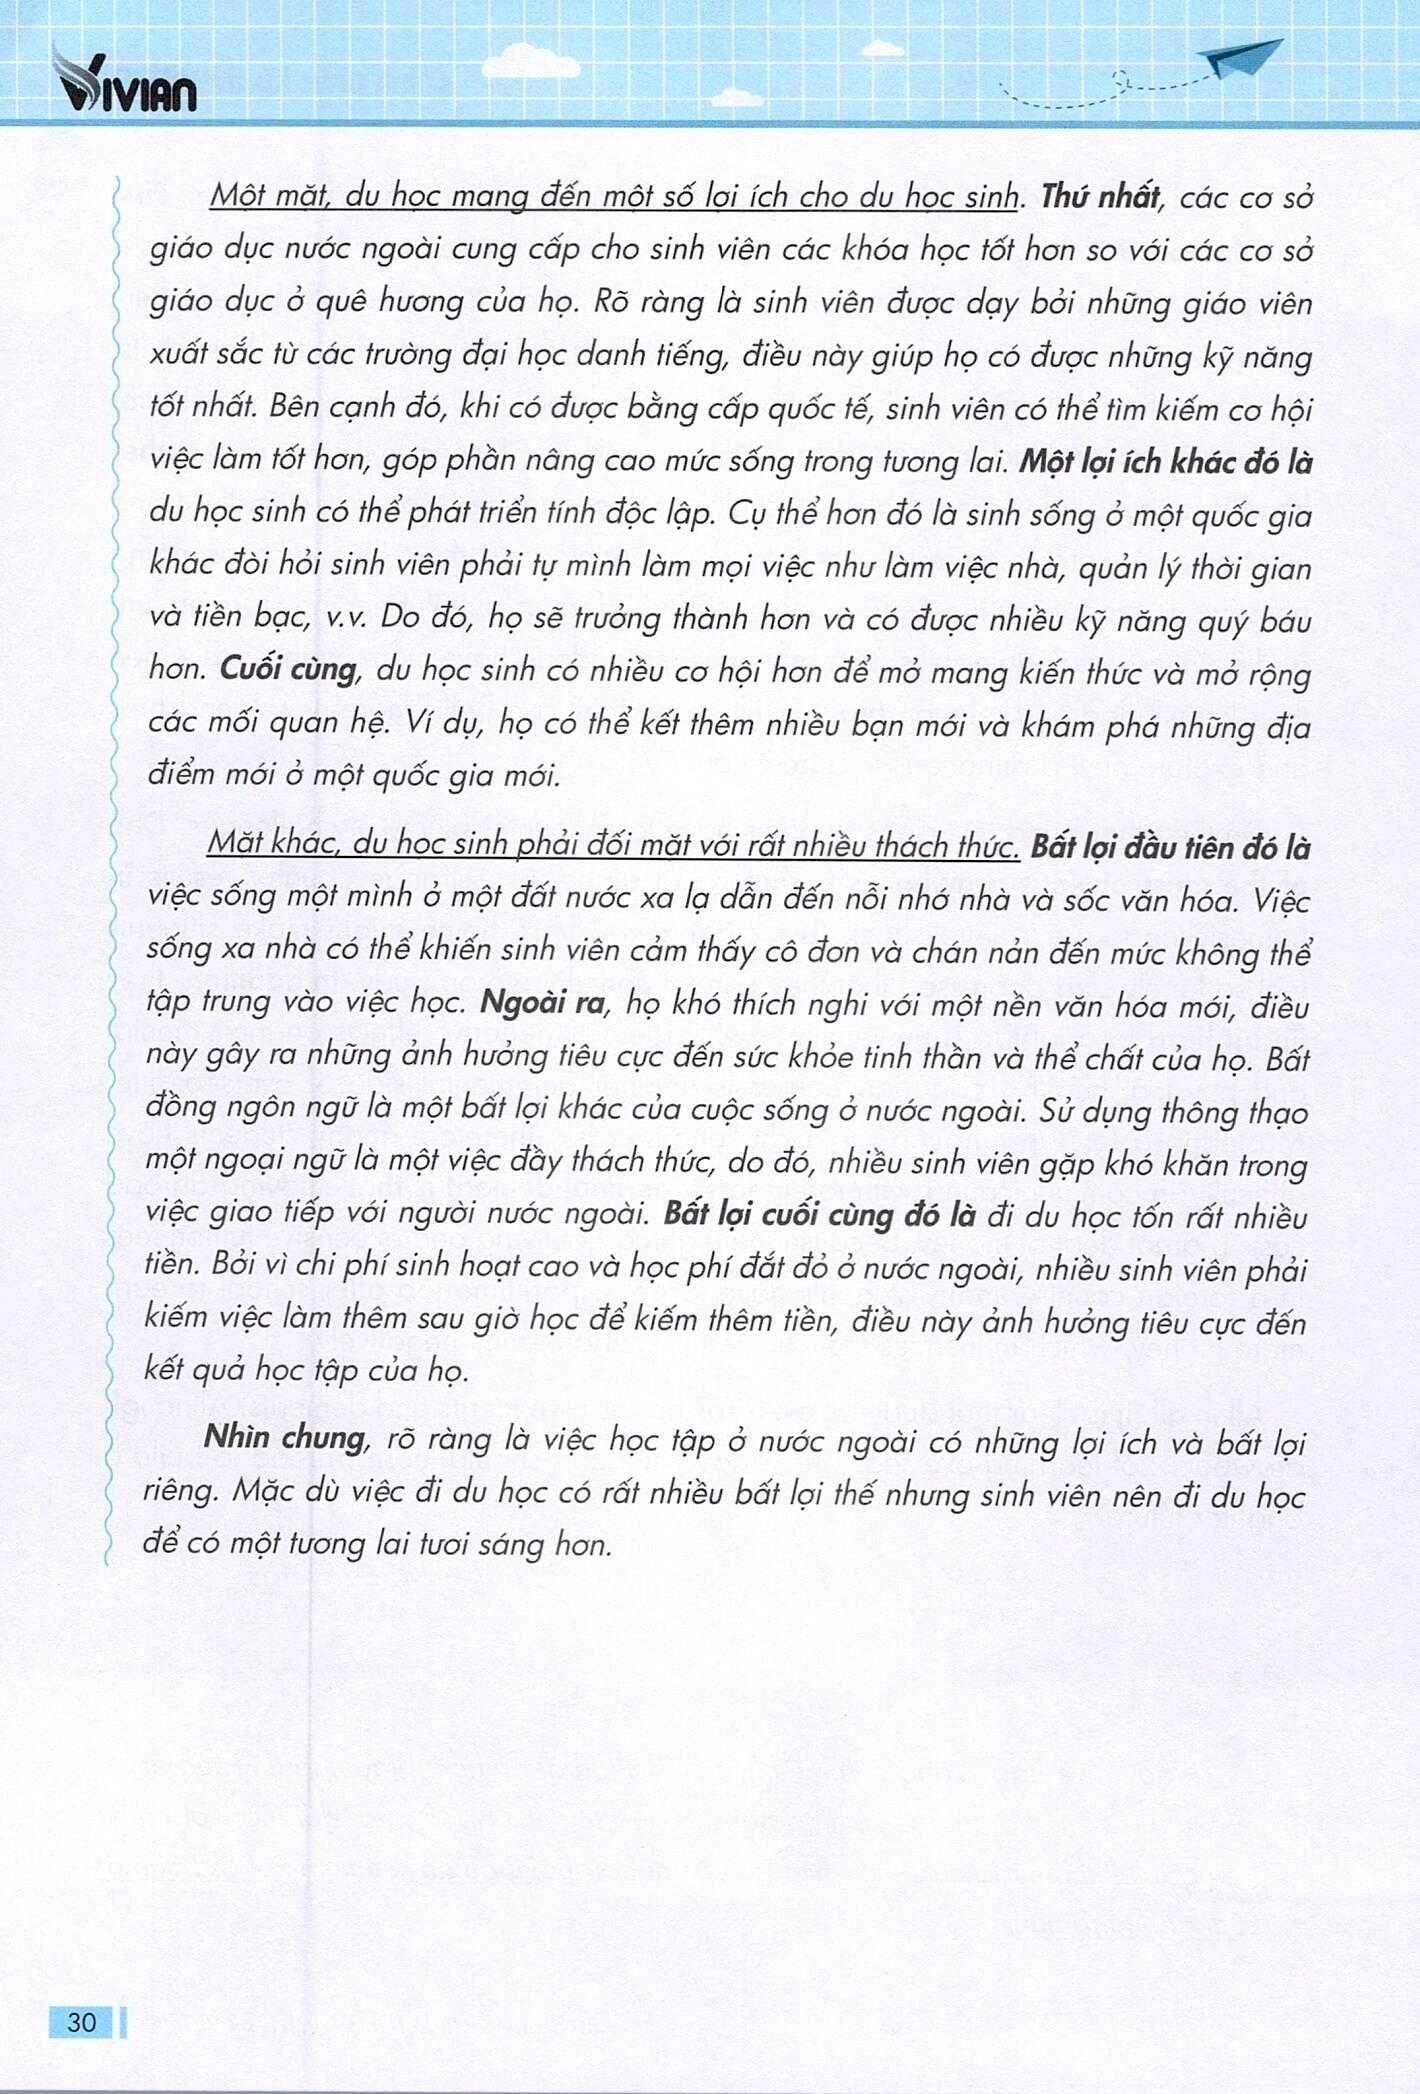 VIVIAN
Một mặt, du học mang đến một số lợi ích cho du học sinh. Thứ nhất, các cơ sở
giáo dục nước ngoài cung cấp cho sinh viên các khóa học tốt hơn so với các cơ sở
giáo dục ở quê hương của họ. Rõ ràng là sinh viên được dạy bởi những giáo viên
xuất sắc từ các trường đại học danh tiếng, điều này giúp họ có được những kỹ năng
tốt nhất. Bên cạnh đó, khi có được bằng cấp quốc tế, sinh viên có thể tìm kiếm cơ hội
việc làm tốt hơn, góp phần nâng cao mức sống trong tương lai. Một lợi ích khác đó là
du học sinh có thể phát triển tính độc lập. Cụ thể hơn đó là sinh sống ở một quốc gia
khác đòi hỏi sinh viên phải tự mình làm mọi việc như làm việc nhà, quản lý thời gian
và tiền bạc, v.v. Do đó, họ sẽ trưởng thành hơn và có được nhiều kỹ năng quý báu
hơn. Cuối cùng, du học sinh có nhiều cơ hội hơn để mở mang kiến thức và mở rộng
các mối quan hệ. Ví dụ, họ có thể kết thêm nhiều bạn mới và khám phá những địa
điểm mới ở một quốc gia mới.
Mặt khác, du học sinh phải đối mặt với rất nhiều thách thức. Bất lợi đầu tiên đó là
việc sống một mình ở một đất nước xa lạ dẫn đến nỗi nhớ nhà và sốc văn hóa. Việc
sống xa nhà có thể khiến sinh viên cảm thấy cô đơn và chán nản đến mức không thể
tập trung vào việc học. Ngoài ra, họ khó thích nghi với một nền văn hóa mới, điều
này gây ra những ảnh hưởng tiêu cực đến sức khỏe tinh thần và thể chất của họ. Bất
đồng ngôn ngữ là một bất lợi khác của cuộc sống ở nước ngoài. Sử dụng thông thạo
một ngoại ngữ là một việc đầy thách thức, do đó, nhiều sinh viên gặp khó khăn trong
việc giao tiếp với người nước ngoài. Bất lợi cuối cùng đó là đi du học tốn rất nhiều
tiền. Bởi vì chi phí sinh hoạt cao và học phí đắt đỏ ở nước ngoài, nhiều sinh viên phải
kiếm việc làm thêm sau giờ học để kiếm thêm tiền, điều này ảnh hưởng tiêu cực đến
kết quả học tập của họ.
Nhìn chung, rõ ràng là việc học tập ở nước ngoài có những lợi ích và bất lợi
riêng. Mặc dù việc đi du học có rất nhiều bất lợi thế nhưng sinh viên nên đi du học
để có một tương lai tươi sáng hơn.
30